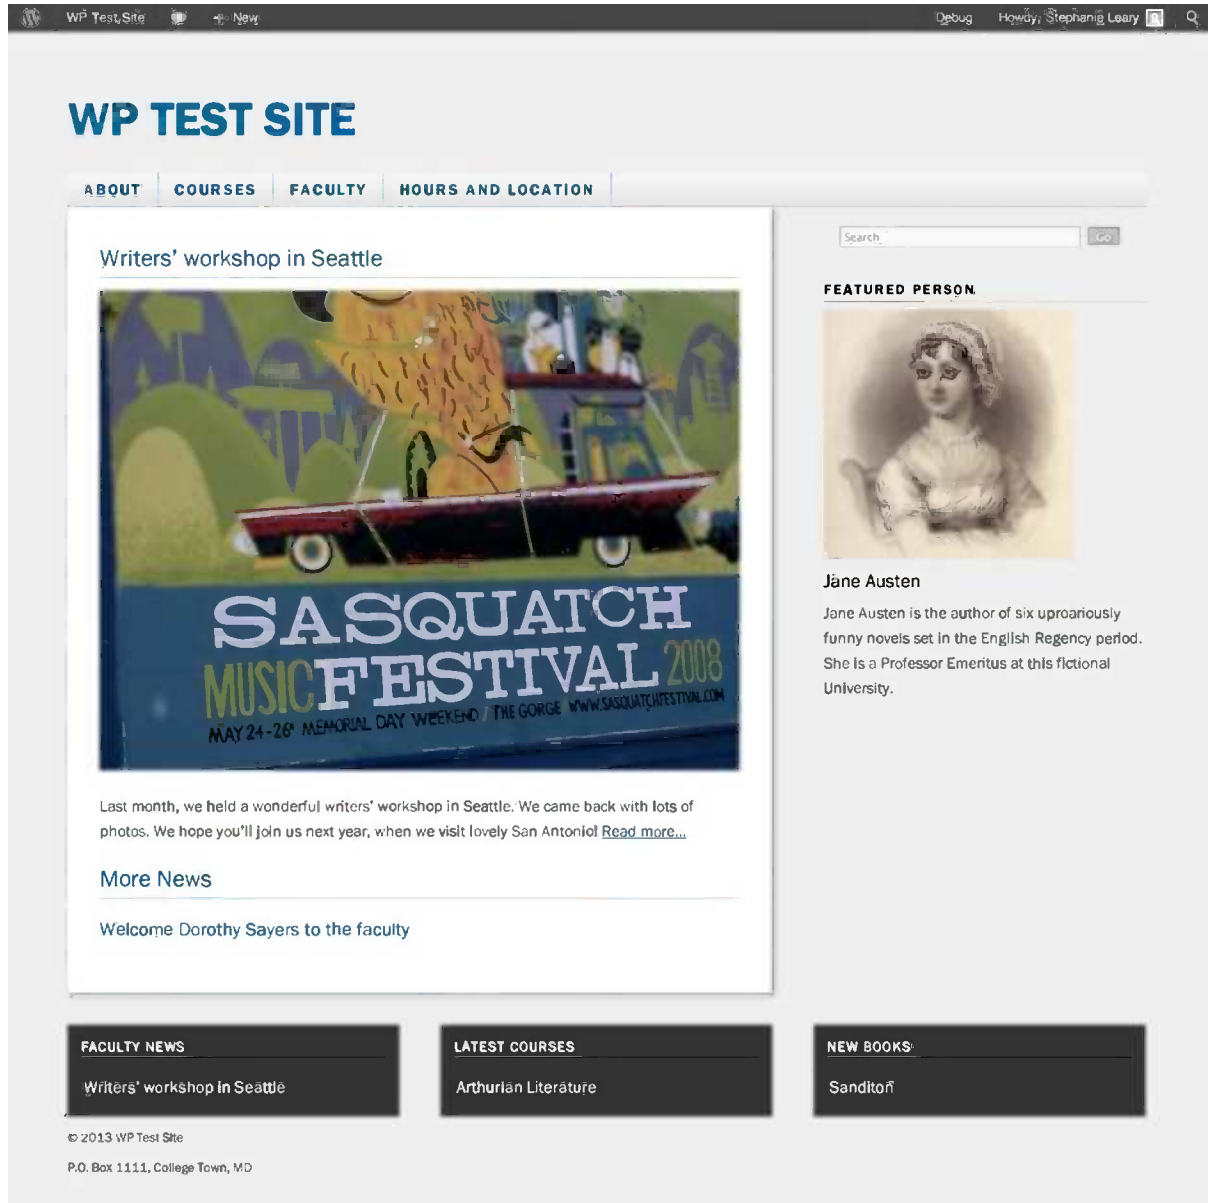 WP Test Site
New
Debug
Howdy, Stephanie Leary
WP TEST SITE
ABOUT
COURSES
FACULTY
HOURS AND LOCATION
Search
Go
Writers' workshop in Seattle
FEATURED PERSON
SASQUATCH
MUSIC FESTIVAL 2008
MAY 24-26 MEMORIAL DAY WEEKEND / THE GORGE / WWW.SASQUATCHFESTIVAL.COM
Jane Austen
Jane Austen is the author of six uproariously
funny novels set in the English Regency period.
She is a Professor Emeritus at this fictional
University.
Last month, we held a wonderful writers' workshop in Seattle. We came back with lots of
photos. We hope you'll join us next year, when we visit lovely San Antonio! Read more...
More News
Welcome Dorothy Sayers to the faculty
FACULTY NEWS
Writers' workshop in Seattle
LATEST COURSES
Arthurian Literature
NEW BOOKS
Sanditon
© 2013 WP Test Site
P.O. Box 1111, College Town, MD